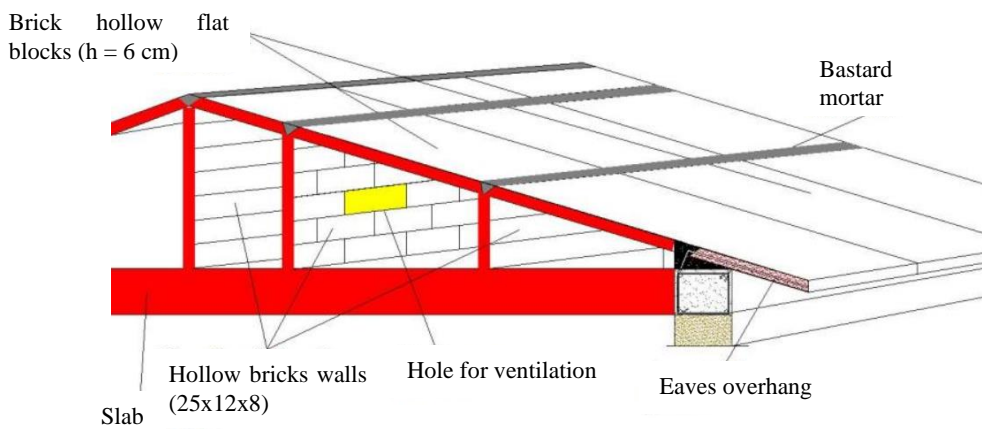 Brick hollow flat
blocks (h = 6 cm)
Bastard
mortar
Hollow bricks walls
(25x12x8)
Hole for ventilation
Eaves overhang
Slab